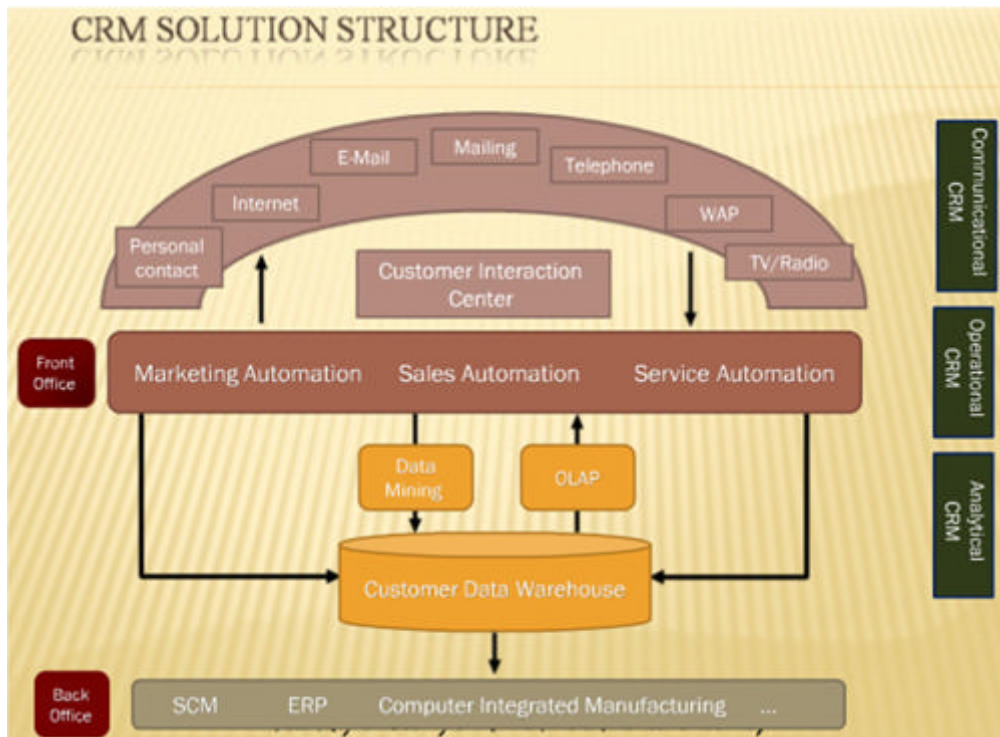 CRM SOLUTION STRUCTURE
E-Mail
Mailing
Telephone
Internet
WAP
Personal
contact
TV/Radio
Customer Interaction
Center
Communicational
CRM
Front
Office
Marketing Automation
Sales Automation
Service Automation
Operational
CRM
Data
Mining
OLAP
Analytical
CRM
Customer Data Warehouse
Back
Office
SCM
ERP
Computer Integrated Manufacturing
...